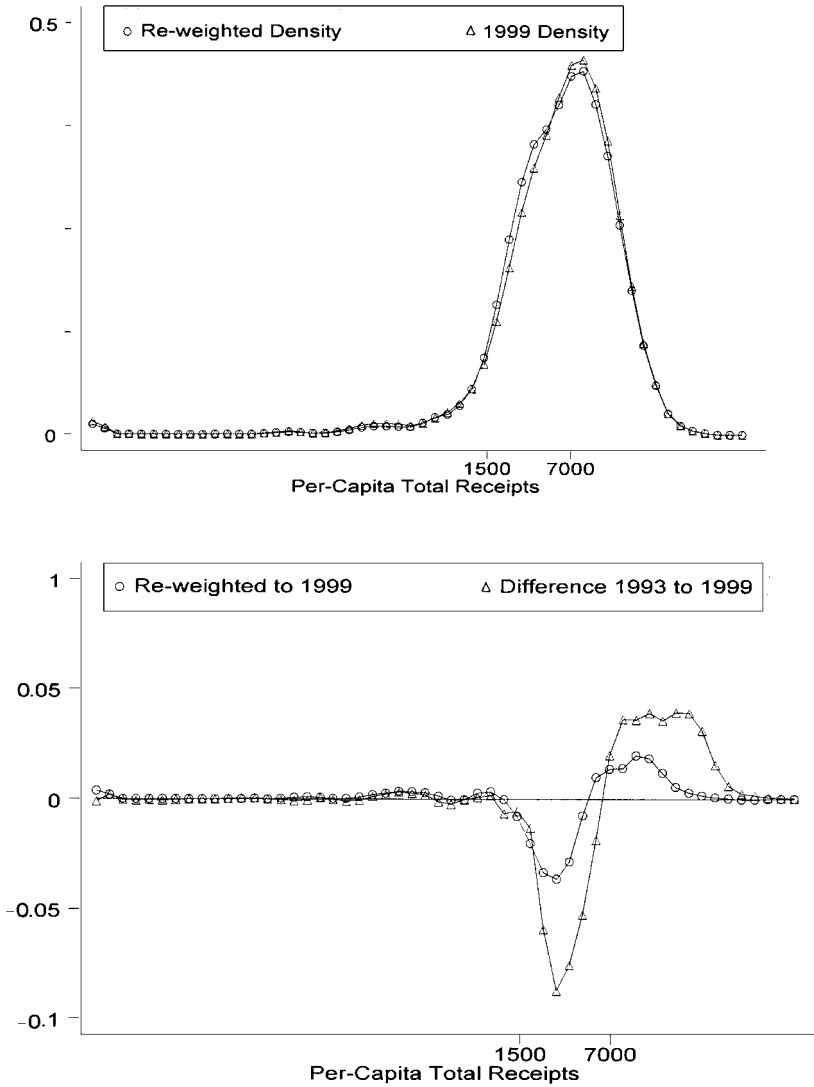 0.5
Re-weighted Density
1999 Density
0
1500
7000
Per-Capita Total Receipts
1
Re-weighted to 1999
Difference 1993 to 1999
0.05
0
-0.05
-0.1
1500
7000
Per-Capita Total Receipts